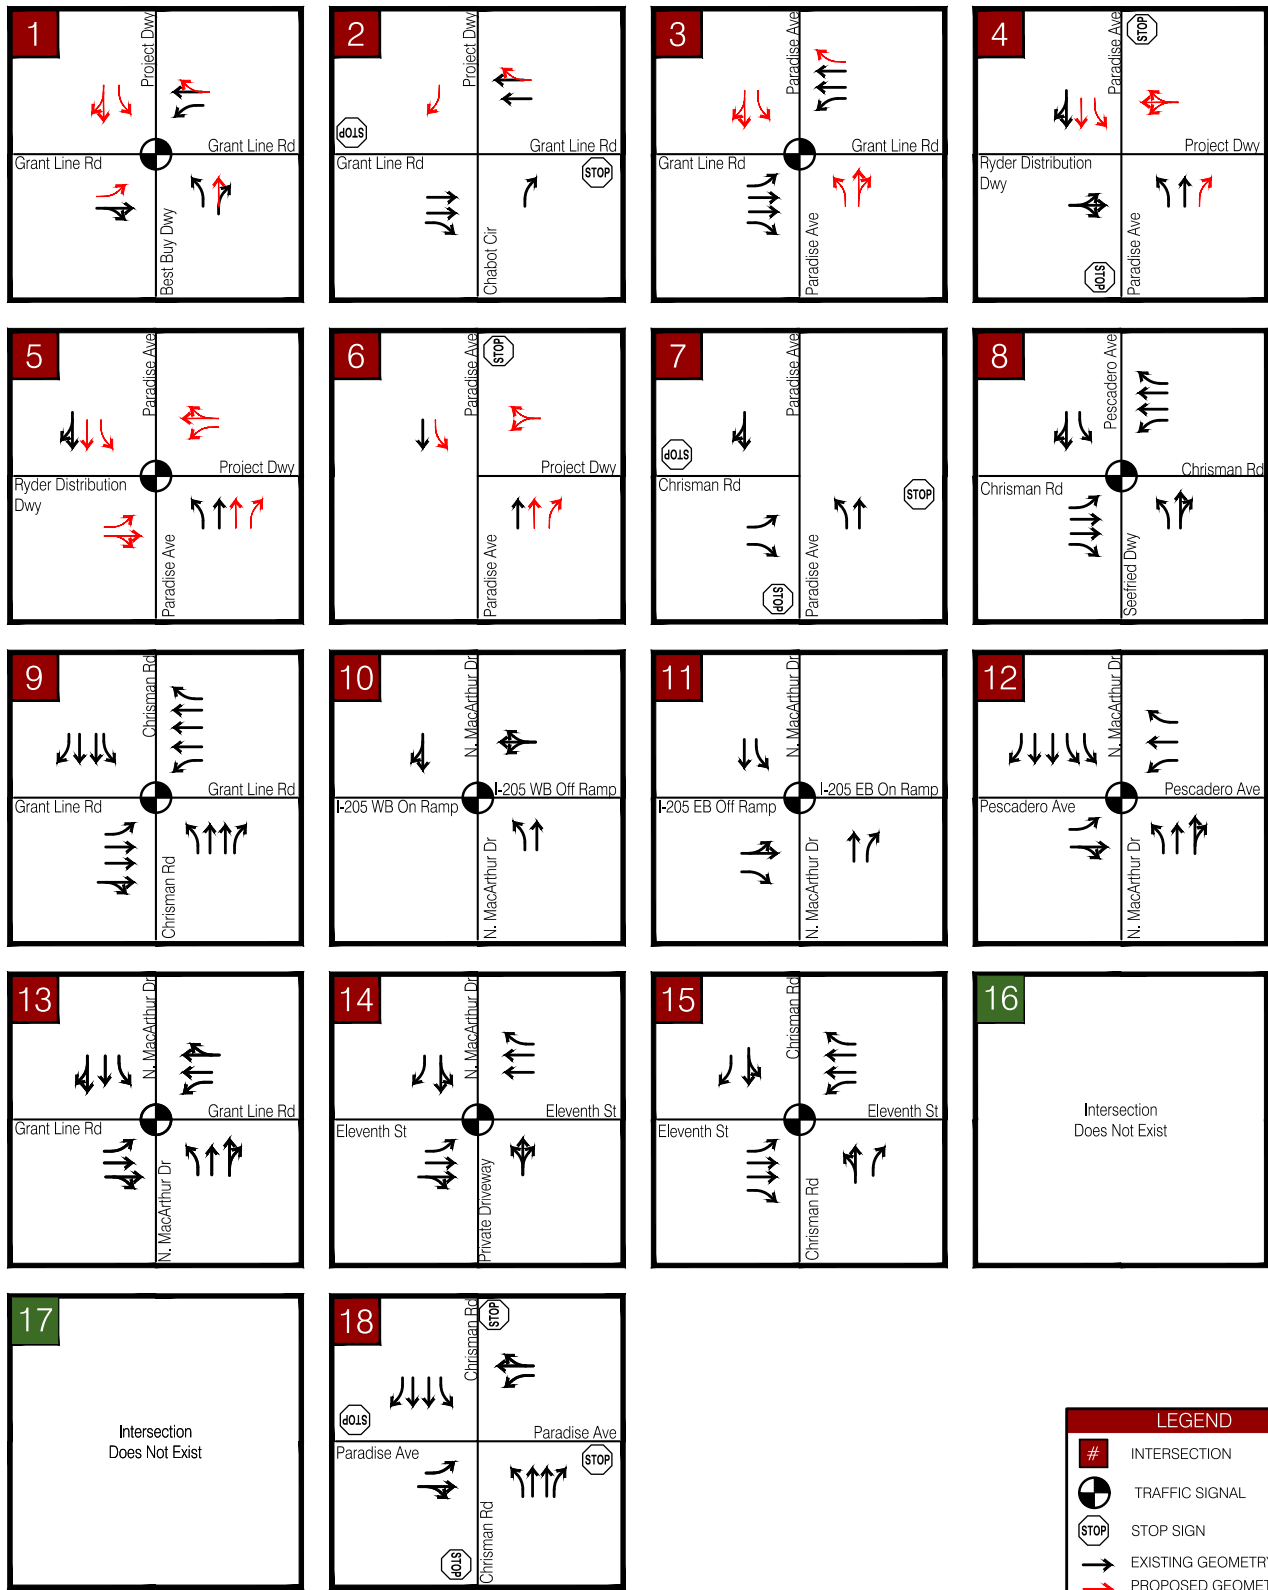 1
Project Dwy
Grant Line Rd
Grant Line Rd
Best Buy Dwy
2
Project Dwy
STOP
Grant Line Rd
Grant Line Rd
STOP
Chabot Cir
3
Paradise Ave
Grant Line Rd
Grant Line Rd
Paradise Ave
4
Paradise Ave
STOP
Project Dwy
Ryder Distribution
Dwy
STOP
Paradise Ave
5
Paradise Ave
Project Dwy
Ryder Distribution
Dwy
Paradise Ave
6
Paradise Ave
STOP
Project Dwy
Paradise Ave
7
Paradise Ave
STOP
Chrisman Rd
STOP
STOP
Paradise Ave
8
Pescadero Ave
Chrisman Rd
Chrisman Rd
Seefried Dwy
9
Chrisman Rd
Grant Line Rd
Grant Line Rd
Chrisman Rd
10
N. MacArthur Dr
I-205 WB Off Ramp
I-205 WB On Ramp
N. MacArthur Dr
11
N. MacArthur Dr
I-205 EB On Ramp
I-205 EB Off Ramp
N. MacArthur Dr
12
N. MacArthur Dr
Pescadero Ave
Pescadero Ave
N. MacArthur Dr
13
N. MacArthur Dr
Grant Line Rd
Grant Line Rd
N. MacArthur Dr
14
N. MacArthur Dr
Eleventh St
Eleventh St
Private Driveway
15
Chrisman Rd
Eleventh St
Eleventh St
Chrisman Rd
16
Intersection
Does Not Exist
17
Intersection
Does Not Exist
18
Chrisman Rd
STOP
STOP
Paradise Ave
Paradise Ave
STOP
STOP
Chrisman Rd
LEGEND
# INTERSECTION
TRAFFIC SIGNAL
STOP STOP SIGN
EXISTING GEOMETRY
PROPOSED GEOMET